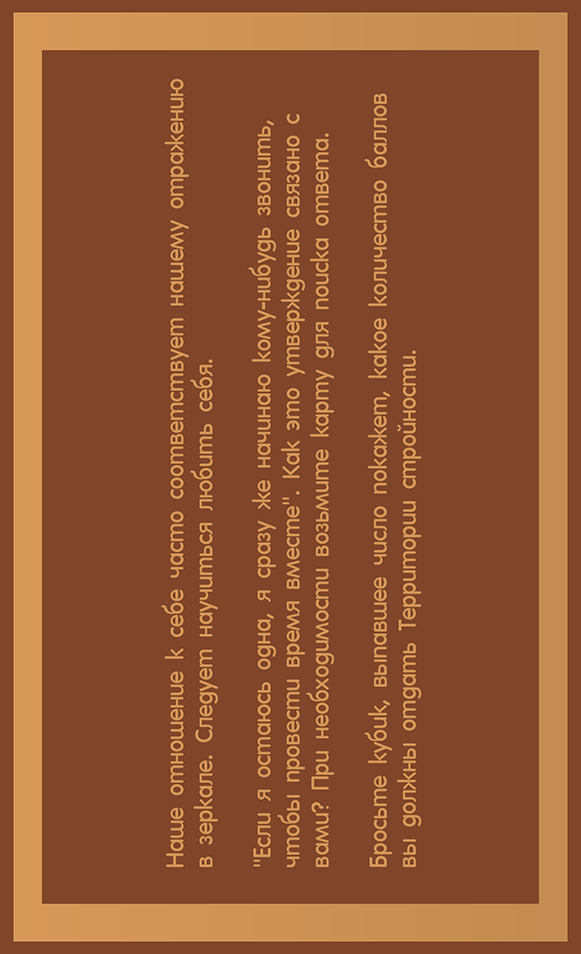 Наше отношение к себе часто соответствует нашему отражению
в зеркале. Следует научиться любить себя.
"Если я остаюсь одна, я сразу же начинаю кому-нибудь звонить,
чтобы провести время вместе". Как это утверждение связано с
вами? При необходимости возьмите карту для поиска ответа.
Бросьте кубик, выпавшее число покажет, какое количество баллов
вы должны отдать Территории стройности.